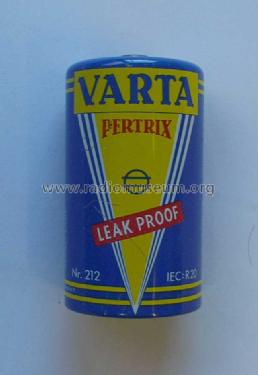 VARTA
PERTRIX
© www.radiomuseum.org
LEAK PROOF
Nr. 212 IEC: R20